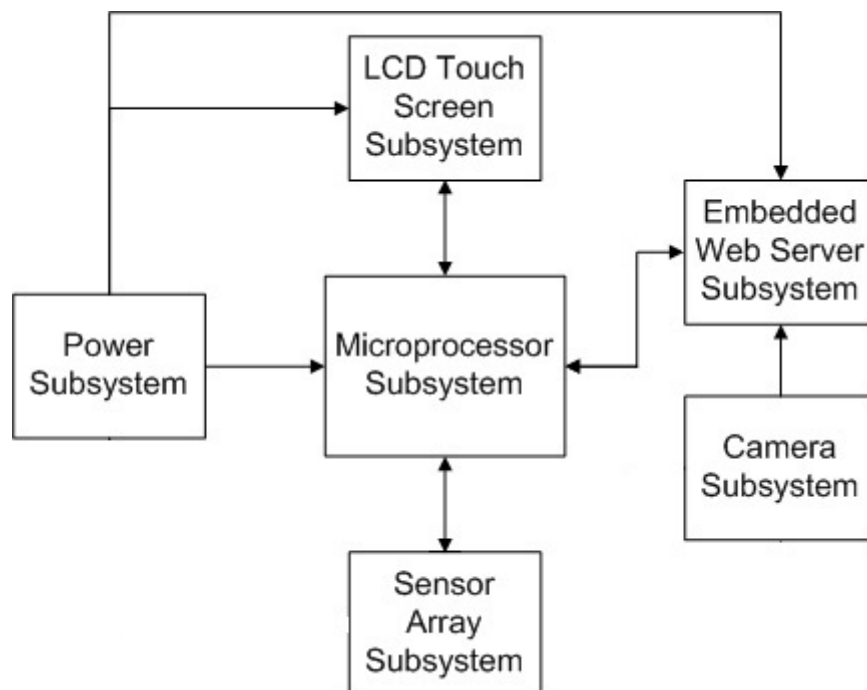 LCD Touch
Screen
Subsystem
Embedded
Web Server
Subsystem
Power
Subsystem
Microprocessor
Subsystem
Camera
Subsystem
Sensor
Array
Subsystem